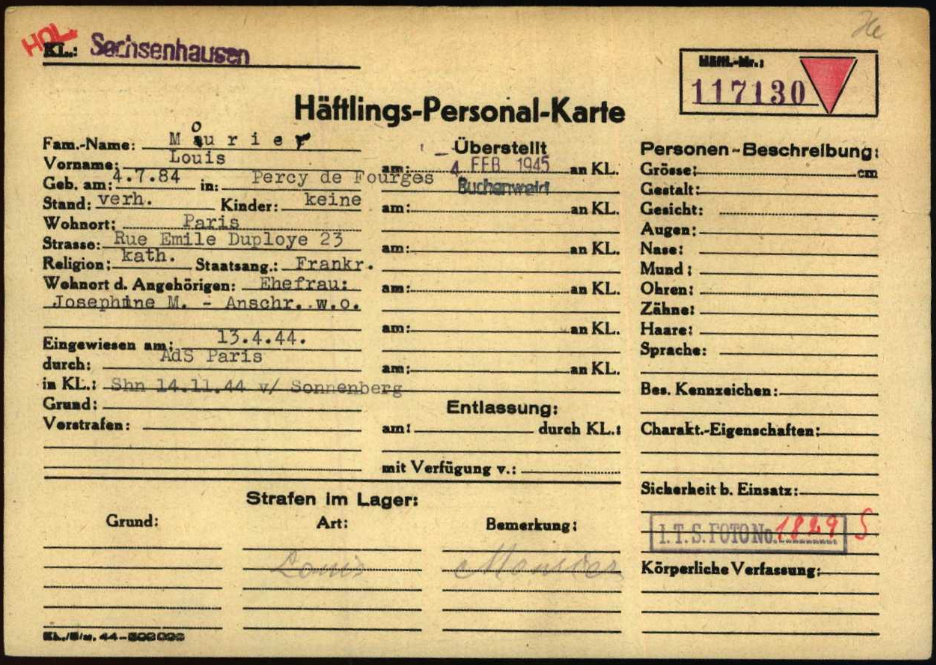 HOL.
KL.: Sachsenhausen
Häftl.-Nr.:
117130
Häftlings-Personal-Karte
Fam.-Name: Maurier
o
Vorname: Louis
Geb. am: 4.7.84 in: Percy de Fourges
Stand: verh. Kinder: keine
Wohnort: Paris
Strasse: Rue Emile Duploye 23
Religion: kath. Staatsang.: Frankr.
Wohnort d. Angehörigen: Ehefrau:
Josephine M. - Anschr. w.o.
Eingewiesen am: 13.4.44.
durch: AdS Paris
in KL.: Shn 14.11.44 v/ Sonnenberg
Grund:
Vorstrafen:
Überstellt
am: - 4. FEB. 1945 an KL.
Buchenwald
am: an KL.
am: an KL.
am: an KL.
am: an KL.
am: an KL.
Entlassung:
am: durch KL.:
mit Verfügung v.:
Personen-Beschreibung:
Grösse: cm
Gestalt:
Gesicht:
Augen:
Nase:
Mund:
Ohren:
Zähne:
Haare:
Sprache:
Bes. Kennzeichen:
Charakt.-Eigenschaften:
Sicherheit b. Einsatz:
I.T.S. FOTO No. 1829 S
Körperliche Verfassung:
Strafen im Lager:
Grund: Art: Bemerkung:
Louis Mourier